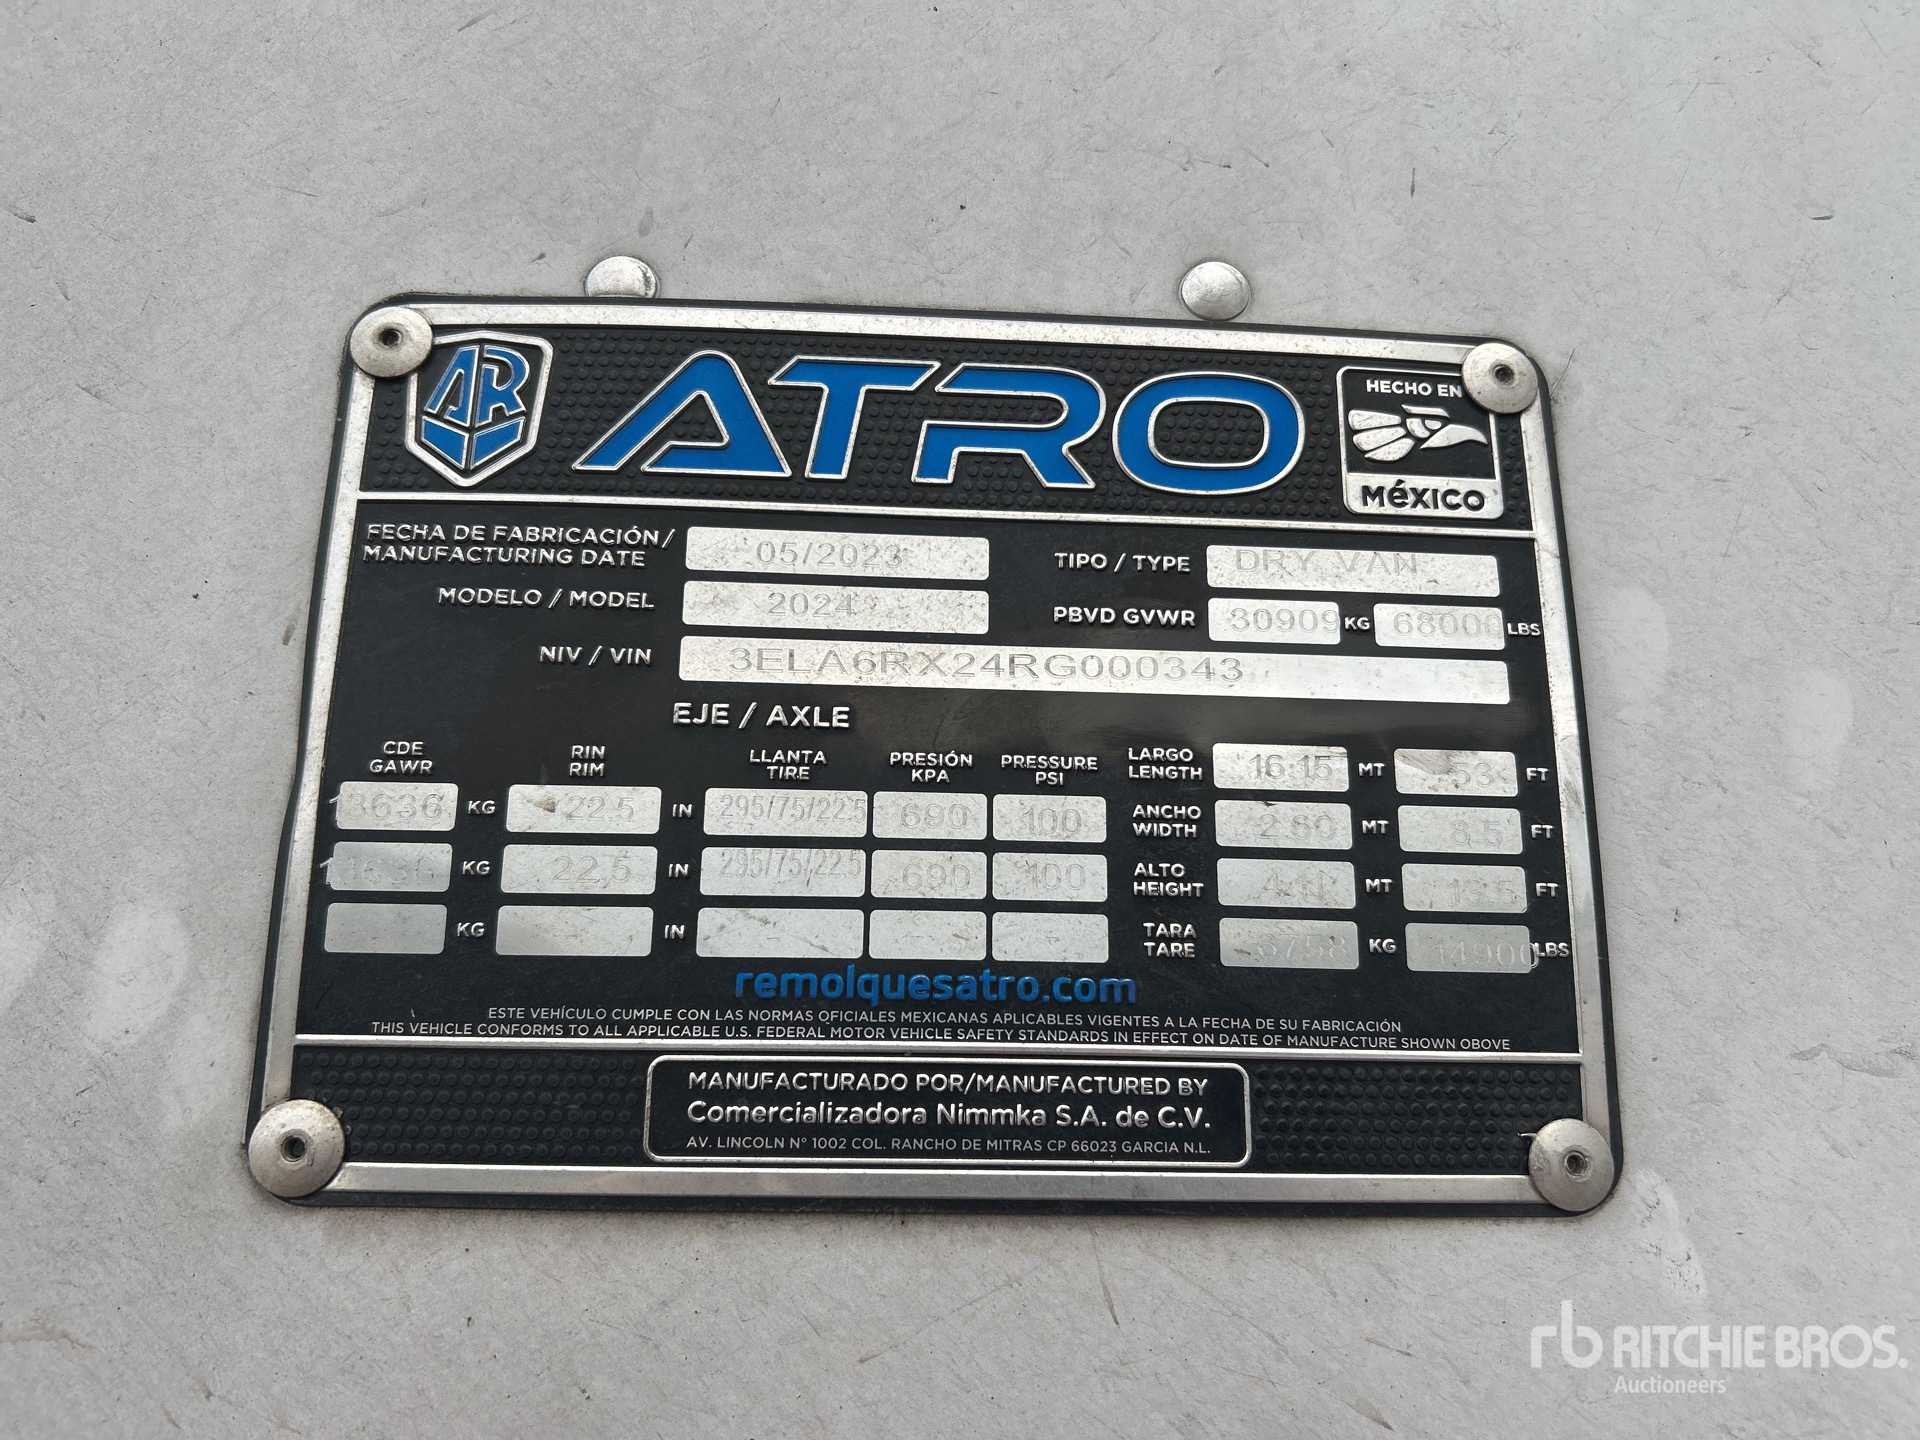 AR
ATRO
HECHO EN
MéXICO
FECHA DE FABRICACIÓN/
MANUFACTURING DATE
05/2023
TIPO / TYPE
DRY VAN
MODELO / MODEL
2024
PBVD GVWR
30909 KG 68000 LBS
NIV / VIN
3ELA6RX24RG000343
EJE / AXLE
CDE
GAWR
RIN
RIM
LLANTA
TIRE
PRESIÓN
KPA
PRESSURE
PSI
LARGO
LENGTH
16.15 MT 53 FT
13636 KG 22.5 IN 295/75/22.5 690 100
ANCHO
WIDTH
2.60 MT 8.5 FT
13636 KG 22.5 IN 295/75/22.5 690 100
ALTO
HEIGHT
4.11 MT 13.5 FT
- KG - IN - - -
TARA
TARE
6758 KG 14900 LBS
remolquesatro.com
ESTE VEHÍCULO CUMPLE CON LAS NORMAS OFICIALES MEXICANAS APLICABLES VIGENTES A LA FECHA DE SU FABRICACIÓN
THIS VEHICLE CONFORMS TO ALL APPLICABLE U.S. FEDERAL MOTOR VEHICLE SAFETY STANDARDS IN EFFECT ON DATE OF MANUFACTURE SHOWN OBOVE
MANUFACTURADO POR/MANUFACTURED BY
Comercializadora Nimmka S.A. de C.V.
AV. LINCOLN N° 1002 COL. RANCHO DE MITRAS CP 66023 GARCIA N.L.
rb RITCHIE BROS.
Auctioneers